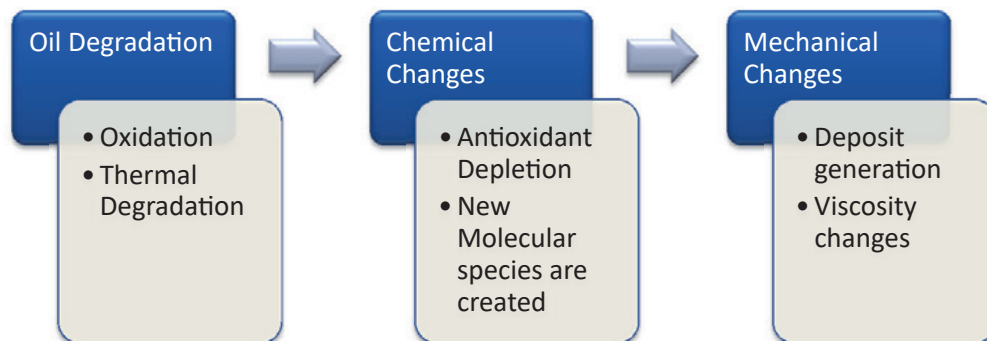 Oil Degradation
• Oxidation
• Thermal
Degradation
Chemical
Changes
• Antioxidant
Depletion
• New
Molecular
species are
created
Mechanical
Changes
• Deposit
generation
• Viscosity
changes